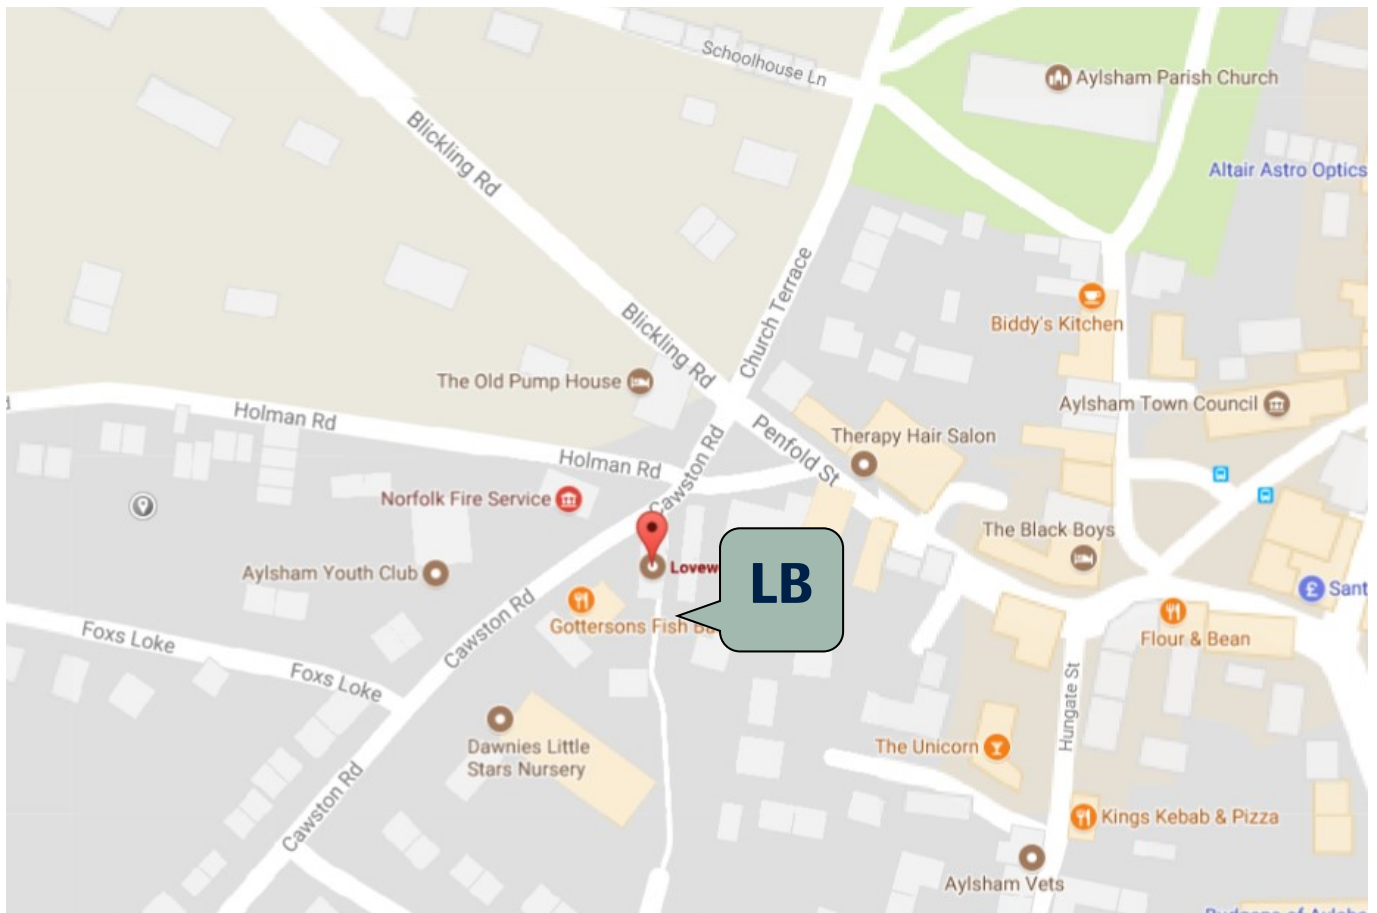 Schoolhouse Ln
Aylsham Parish Church
Blickling Rd
Altair Astro Optics
Church Terrace
Biddy's Kitchen
Blickling Rd
The Old Pump House
Holman Rd
Aylsham Town Council
Penfold St
Therapy Hair Salon
Cawston Rd
Holman Rd
Norfolk Fire Service
The Black Boys
Aylsham Youth Club
LB
Gottersons Fish
Flour & Bean
Foxs Loke
Cawston Rd
Foxs Loke
Hungate St
Dawnies Little
Stars Nursery
The Unicorn
Cawston Rd
Kings Kebab & Pizza
Aylsham Vets